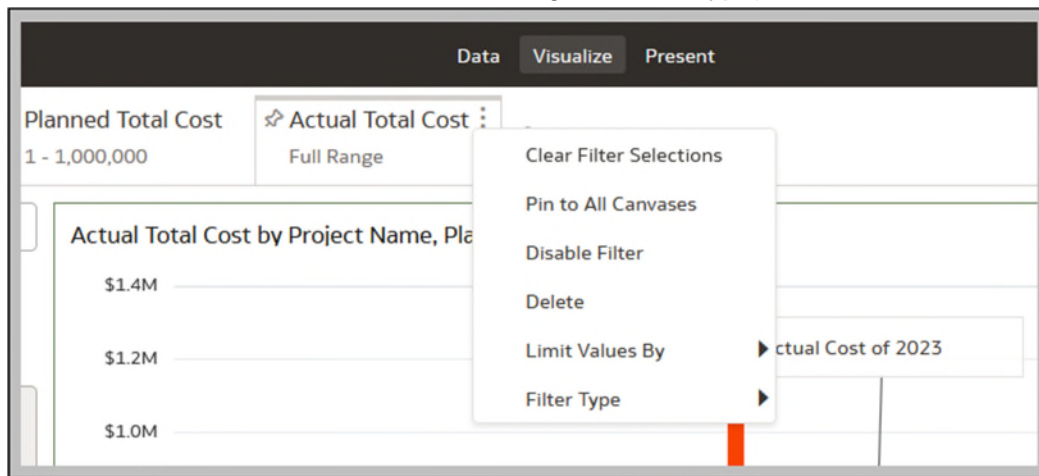 Data Visualize Present
Planned Total Cost
1 - 1,000,000
Actual Total Cost
Full Range
Clear Filter Selections
Pin to All Canvases
Disable Filter
Delete
Limit Values By
Filter Type
Actual Total Cost by Project Name, Pla
$1.4M
$1.2M
$1.0M
ctual Cost of 2023